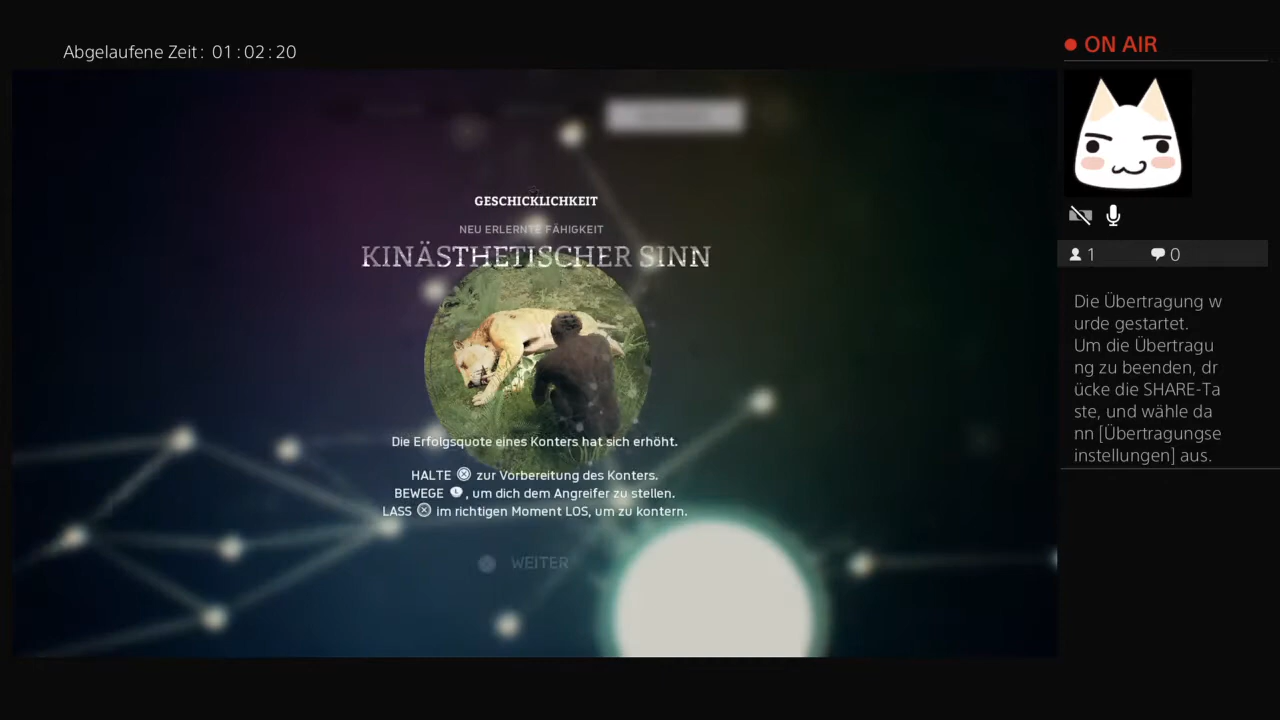 Abgelaufene Zeit: 01:02:20
ON AIR
GESCHICKLICHKEIT
NEU ERLERNTE FÄHIGKEIT
KINÄSTHETISCHER SINN
Die Erfolgsquote eines Konters hat sich erhöht.
HALTE ⊗ zur Vorbereitung des Konters.
BEWEGE L, um dich dem Angreifer zu stellen.
LASS ⊗ im richtigen Moment LOS, um zu kontern.
WEITER
1 0
Die Übertragung w
urde gestartet.
Um die Übertragu
ng zu beenden, dr
ücke die SHARE-Ta
ste, und wähle da
nn [Übertragungse
instellungen] aus.